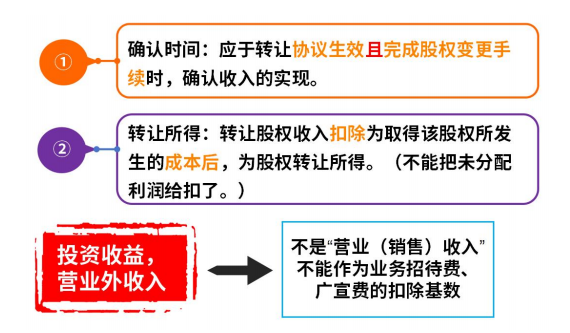 ①
确认时间：应于转让协议生效且完成股权变更手
续时，确认收入的实现。
②
转让所得：转让股权收入扣除为取得该股权所发
生的成本后，为股权转让所得。（不能把未分配
利润给扣了。）
投资收益，
营业外收入
不是“营业（销售）收入”
不能作为业务招待费、
广宣费的扣除基数